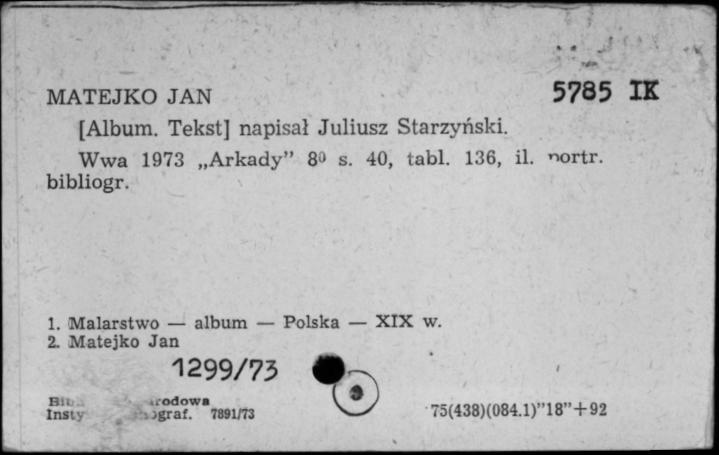 MATEJKO JAN 5785 IK
[Album. Tekst] napisał Juliusz Starzyński.
Wwa 1973 „Arkady” 8⁰ s. 40, tabl. 136, il. portr.
bibliogr.
1. Malarstwo — album — Polska — XIX w.
2. Matejko Jan
1299/73
7891/73 75(438)(084.1)”18”+92